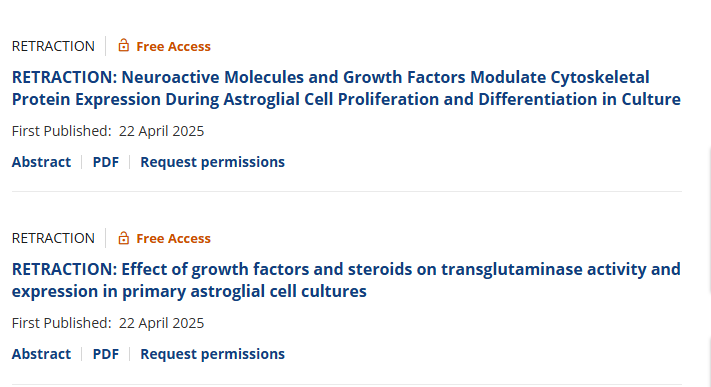 RETRACTION Free Access
RETRACTION: Neuroactive Molecules and Growth Factors Modulate Cytoskeletal
Protein Expression During Astroglial Cell Proliferation and Differentiation in Culture
First Published: 22 April 2025
Abstract PDF Request permissions
RETRACTION Free Access
RETRACTION: Effect of growth factors and steroids on transglutaminase activity and
expression in primary astroglial cell cultures
First Published: 22 April 2025
Abstract PDF Request permissions